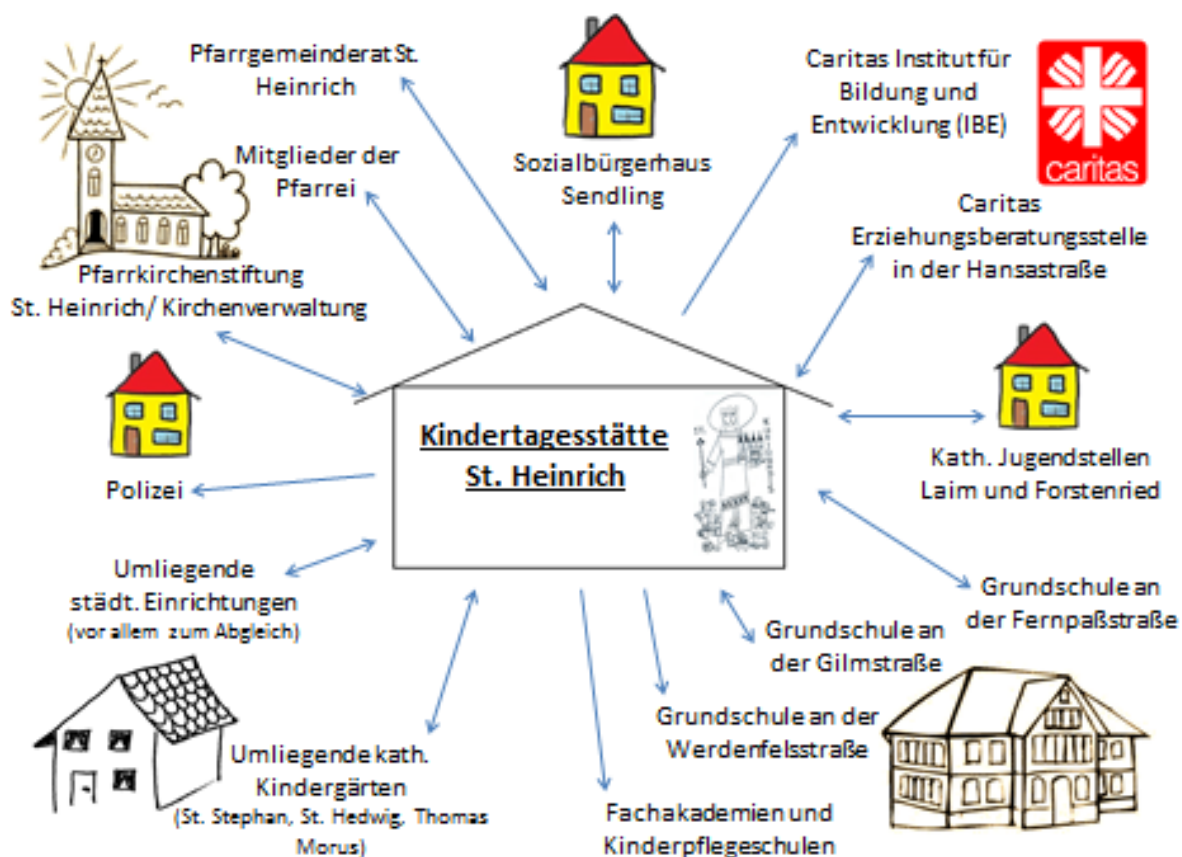 Pfarrgemeinderat St.
Heinrich
Mitglieder der
Pfarrei
Pfarrkirchenstiftung
St. Heinrich/ Kirchenverwaltung
Sozialbürgerhaus
Sendling
Caritas Institut für
Bildung und
Entwicklung (IBE)
caritas
Caritas
Erziehungsberatungsstelle
in der Hansastraße
Kindertagesstätte
St. Heinrich
Polizei
Kath. Jugendstellen
Laim und Forstenried
Umliegende
städt. Einrichtungen
(vor allem zum Abgleich)
Grundschule an
der Fernpaßstraße
Grundschule an
der Gilmstraße
Grundschule an der
Werdenfelsstraße
Umliegende kath.
Kindergärten
(St. Stephan, St. Hedwig, Thomas
Morus)
Fachakademien und
Kinderpflegeschulen